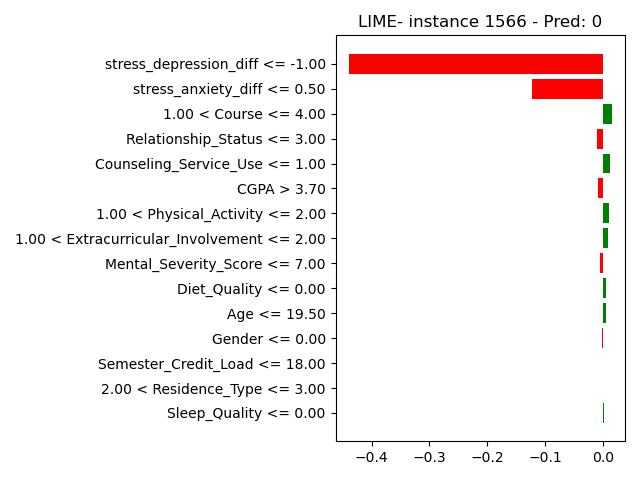 LIME- instance 1566 - Pred: 0
stress_depression_diff <= -1.00
stress_anxiety_diff <= 0.50
1.00 < Course <= 4.00
Relationship_Status <= 3.00
Counseling_Service_Use <= 1.00
CGPA > 3.70
1.00 < Physical_Activity <= 2.00
1.00 < Extracurricular_Involvement <= 2.00
Mental_Severity_Score <= 7.00
Diet_Quality <= 0.00
Age <= 19.50
Gender <= 0.00
Semester_Credit_Load <= 18.00
2.00 < Residence_Type <= 3.00
Sleep_Quality <= 0.00
−0.4 −0.3 −0.2 −0.1 0.0